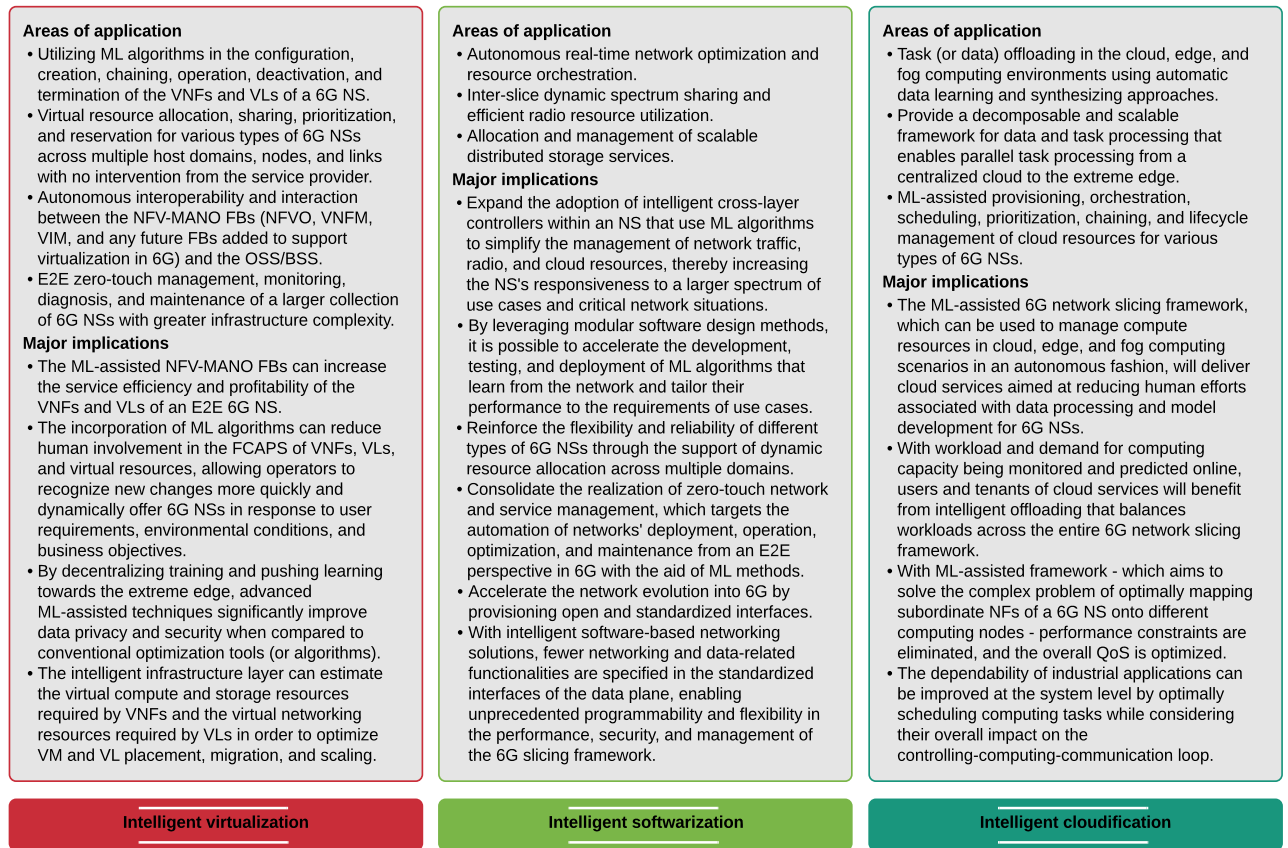 Areas of application
• Utilizing ML algorithms in the configuration,
creation, chaining, operation, deactivation, and
termination of the VNFs and VLs of a 6G NS.
• Virtual resource allocation, sharing, prioritization,
and reservation for various types of 6G NSs
across multiple host domains, nodes, and links
with no intervention from the service provider.
• Autonomous interoperability and interaction
between the NFV-MANO FBs (NFVO, VNFM,
VIM, and any future FBs added to support
virtualization in 6G) and the OSS/BSS.
• E2E zero-touch management, monitoring,
diagnosis, and maintenance of a larger collection
of 6G NSs with greater infrastructure complexity.
Major implications
• The ML-assisted NFV-MANO FBs can increase
the service efficiency and profitability of the
VNFs and VLs of an E2E 6G NS.
• The incorporation of ML algorithms can reduce
human involvement in the FCAPS of VNFs, VLs,
and virtual resources, allowing operators to
recognize new changes more quickly and
dynamically offer 6G NSs in response to user
requirements, environmental conditions, and
business objectives.
• By decentralizing training and pushing learning
towards the extreme edge, advanced
ML-assisted techniques significantly improve
data privacy and security when compared to
conventional optimization tools (or algorithms).
• The intelligent infrastructure layer can estimate
the virtual compute and storage resources
required by VNFs and the virtual networking
resources required by VLs in order to optimize
VM and VL placement, migration, and scaling.
Intelligent virtualization
Areas of application
• Autonomous real-time network optimization and
resource orchestration.
• Inter-slice dynamic spectrum sharing and
efficient radio resource utilization.
• Allocation and management of scalable
distributed storage services.
Major implications
• Expand the adoption of intelligent cross-layer
controllers within an NS that use ML algorithms
to simplify the management of network traffic,
radio, and cloud resources, thereby increasing
the NS's responsiveness to a larger spectrum of
use cases and critical network situations.
• By leveraging modular software design methods,
it is possible to accelerate the development,
testing, and deployment of ML algorithms that
learn from the network and tailor their
performance to the requirements of use cases.
• Reinforce the flexibility and reliability of different
types of 6G NSs through the support of dynamic
resource allocation across multiple domains.
• Consolidate the realization of zero-touch network
and service management, which targets the
automation of networks' deployment, operation,
optimization, and maintenance from an E2E
perspective in 6G with the aid of ML methods.
• Accelerate the network evolution into 6G by
provisioning open and standardized interfaces.
• With intelligent software-based networking
solutions, fewer networking and data-related
functionalities are specified in the standardized
interfaces of the data plane, enabling
unprecedented programmability and flexibility in
the performance, security, and management of
the 6G slicing framework.
Intelligent softwarization
Areas of application
• Task (or data) offloading in the cloud, edge, and
fog computing environments using automatic
data learning and synthesizing approaches.
• Provide a decomposable and scalable
framework for data and task processing that
enables parallel task processing from a
centralized cloud to the extreme edge.
• ML-assisted provisioning, orchestration,
scheduling, prioritization, chaining, and lifecycle
management of cloud resources for various
types of 6G NSs.
Major implications
• The ML-assisted 6G network slicing framework,
which can be used to manage compute
resources in cloud, edge, and fog computing
scenarios in an autonomous fashion, will deliver
cloud services aimed at reducing human efforts
associated with data processing and model
development for 6G NSs.
• With workload and demand for computing
capacity being monitored and predicted online,
users and tenants of cloud services will benefit
from intelligent offloading that balances
workloads across the entire 6G network slicing
framework.
• With ML-assisted framework - which aims to
solve the complex problem of optimally mapping
subordinate NFs of a 6G NS onto different
computing nodes - performance constraints are
eliminated, and the overall QoS is optimized.
• The dependability of industrial applications can
be improved at the system level by optimally
scheduling computing tasks while considering
their overall impact on the
controlling-computing-communication loop.
Intelligent cloudification